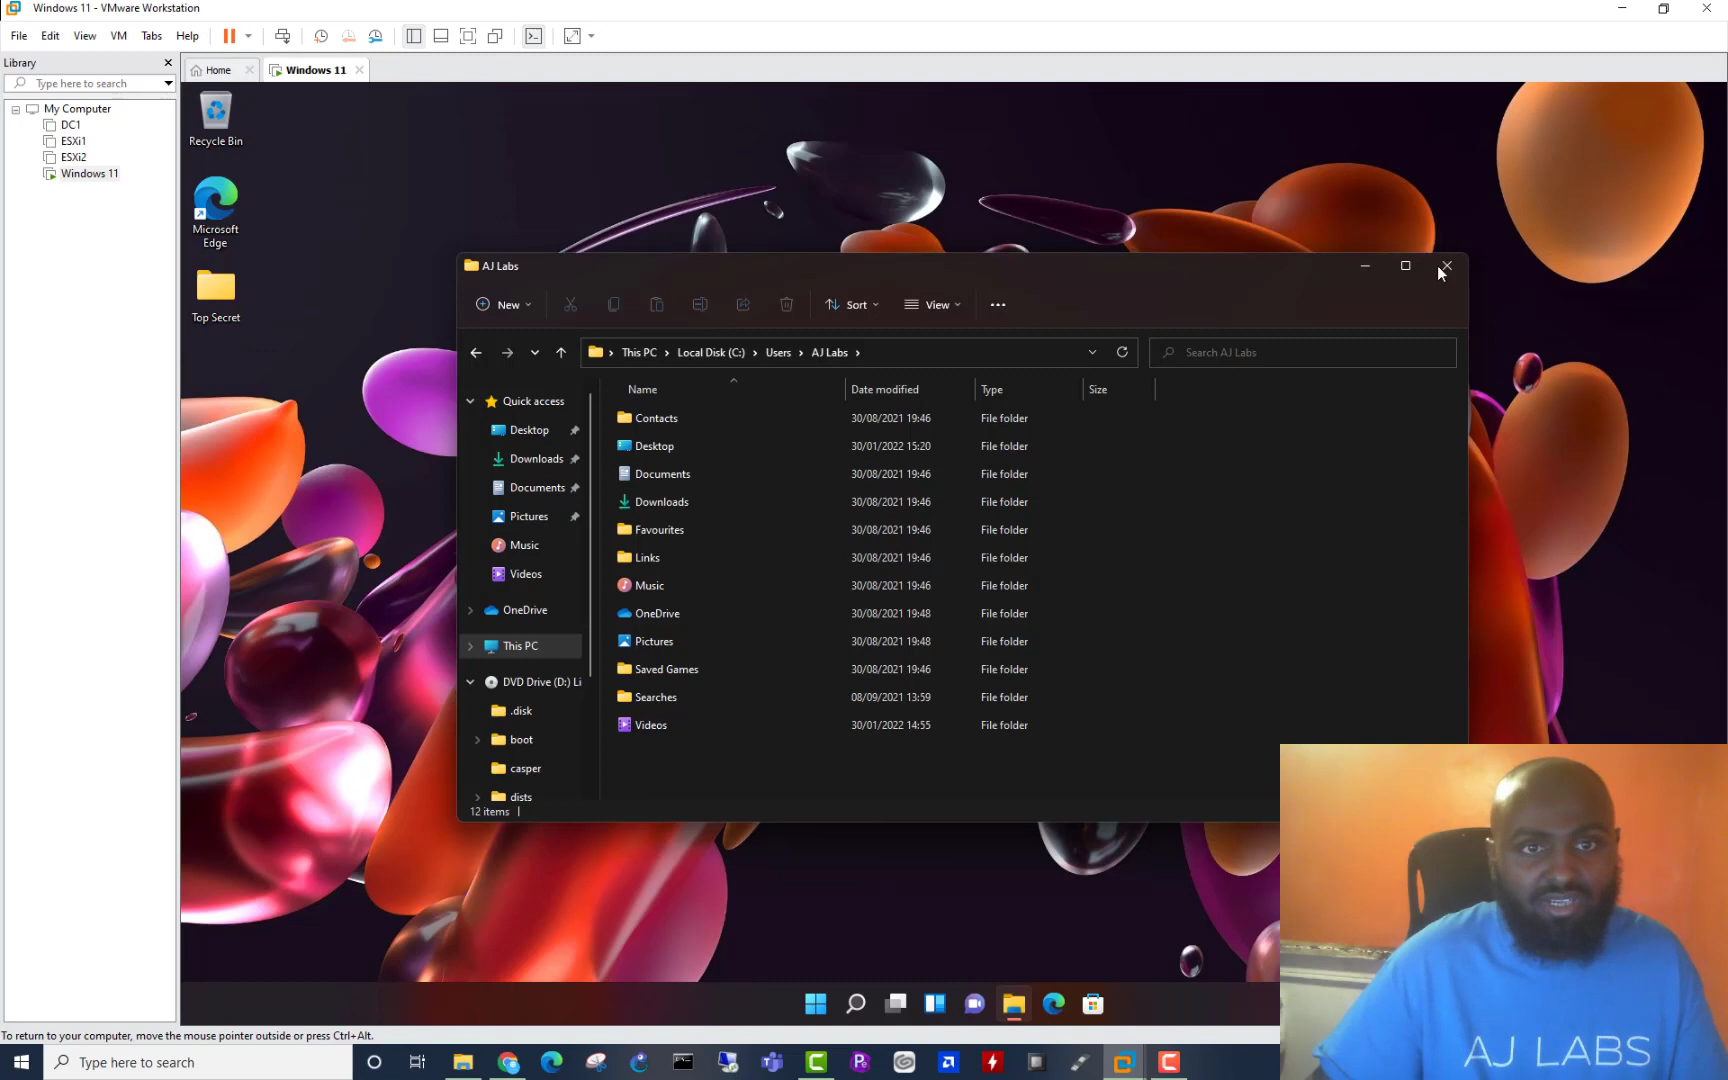 Windows 11 - VMware Workstation
File Edit View VM Tabs Help
Library
Type here to search
My Computer
DC1
ESXi1
ESXi2
Windows 11
Home
Windows 11
Recycle Bin
Microsoft
Edge
Top Secret
AJ Labs
New Sort View
This PC Local Disk (C:) Users AJ Labs
Search AJ Labs
Quick access
Desktop
Downloads
Documents
Pictures
Music
Videos
OneDrive
This PC
DVD Drive (D:) Li
.disk
boot
casper
dists
Name Date modified Type Size
Contacts 30/08/2021 19:46 File folder
Desktop 30/01/2022 15:20 File folder
Documents 30/08/2021 19:46 File folder
Downloads 30/08/2021 19:46 File folder
Favourites 30/08/2021 19:46 File folder
Links 30/08/2021 19:46 File folder
Music 30/08/2021 19:46 File folder
OneDrive 30/08/2021 19:48 File folder
Pictures 30/08/2021 19:48 File folder
Saved Games 30/08/2021 19:46 File folder
Searches 08/09/2021 13:59 File folder
Videos 30/01/2022 14:55 File folder
12 items
AJ LABS
To return to your computer, move the mouse pointer outside or press Ctrl+Alt.
Type here to search